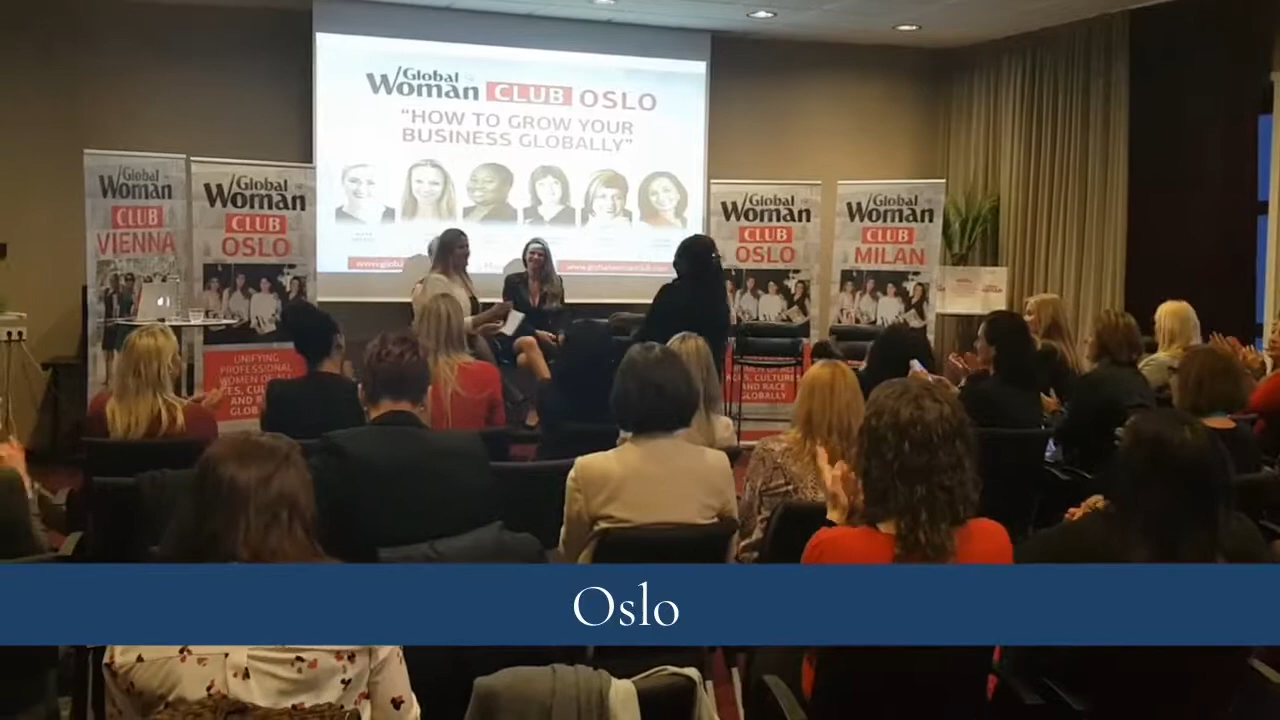 Global
Woman CLUB OSLO
"HOW TO GROW YOUR
BUSINESS GLOBALLY"
Global
Woman
CLUB
VIENNA
Global
Woman
CLUB
OSLO
UNIFYING
PROFESSIONAL
WOMEN OF ALL
Global
Woman
CLUB
OSLO
AND RACE
GLOBALLY
Global
Woman
CLUB
MILAN
Oslo